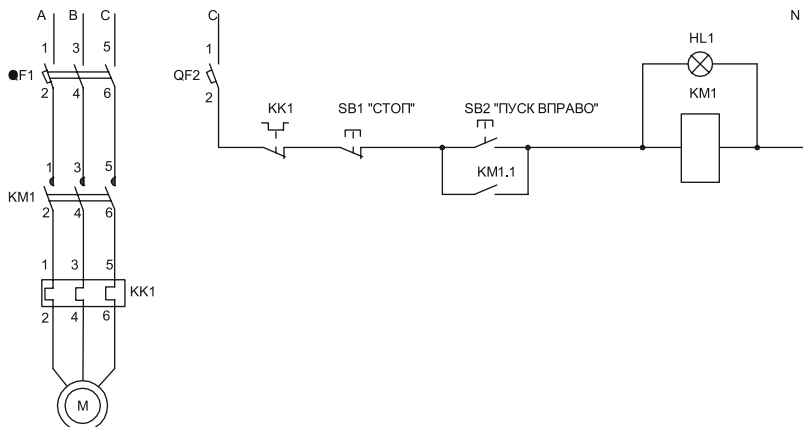 A B C
C
N
1 3 5
QF1
2 4 6
1
QF2
2
KK1
SB1 "СТОП"
SB2 "ПУСК ВПРАВО"
KM1.1
HL1
KM1
1 3 5
KM1
2 4 6
1 3 5
KK1
2 4 6
M